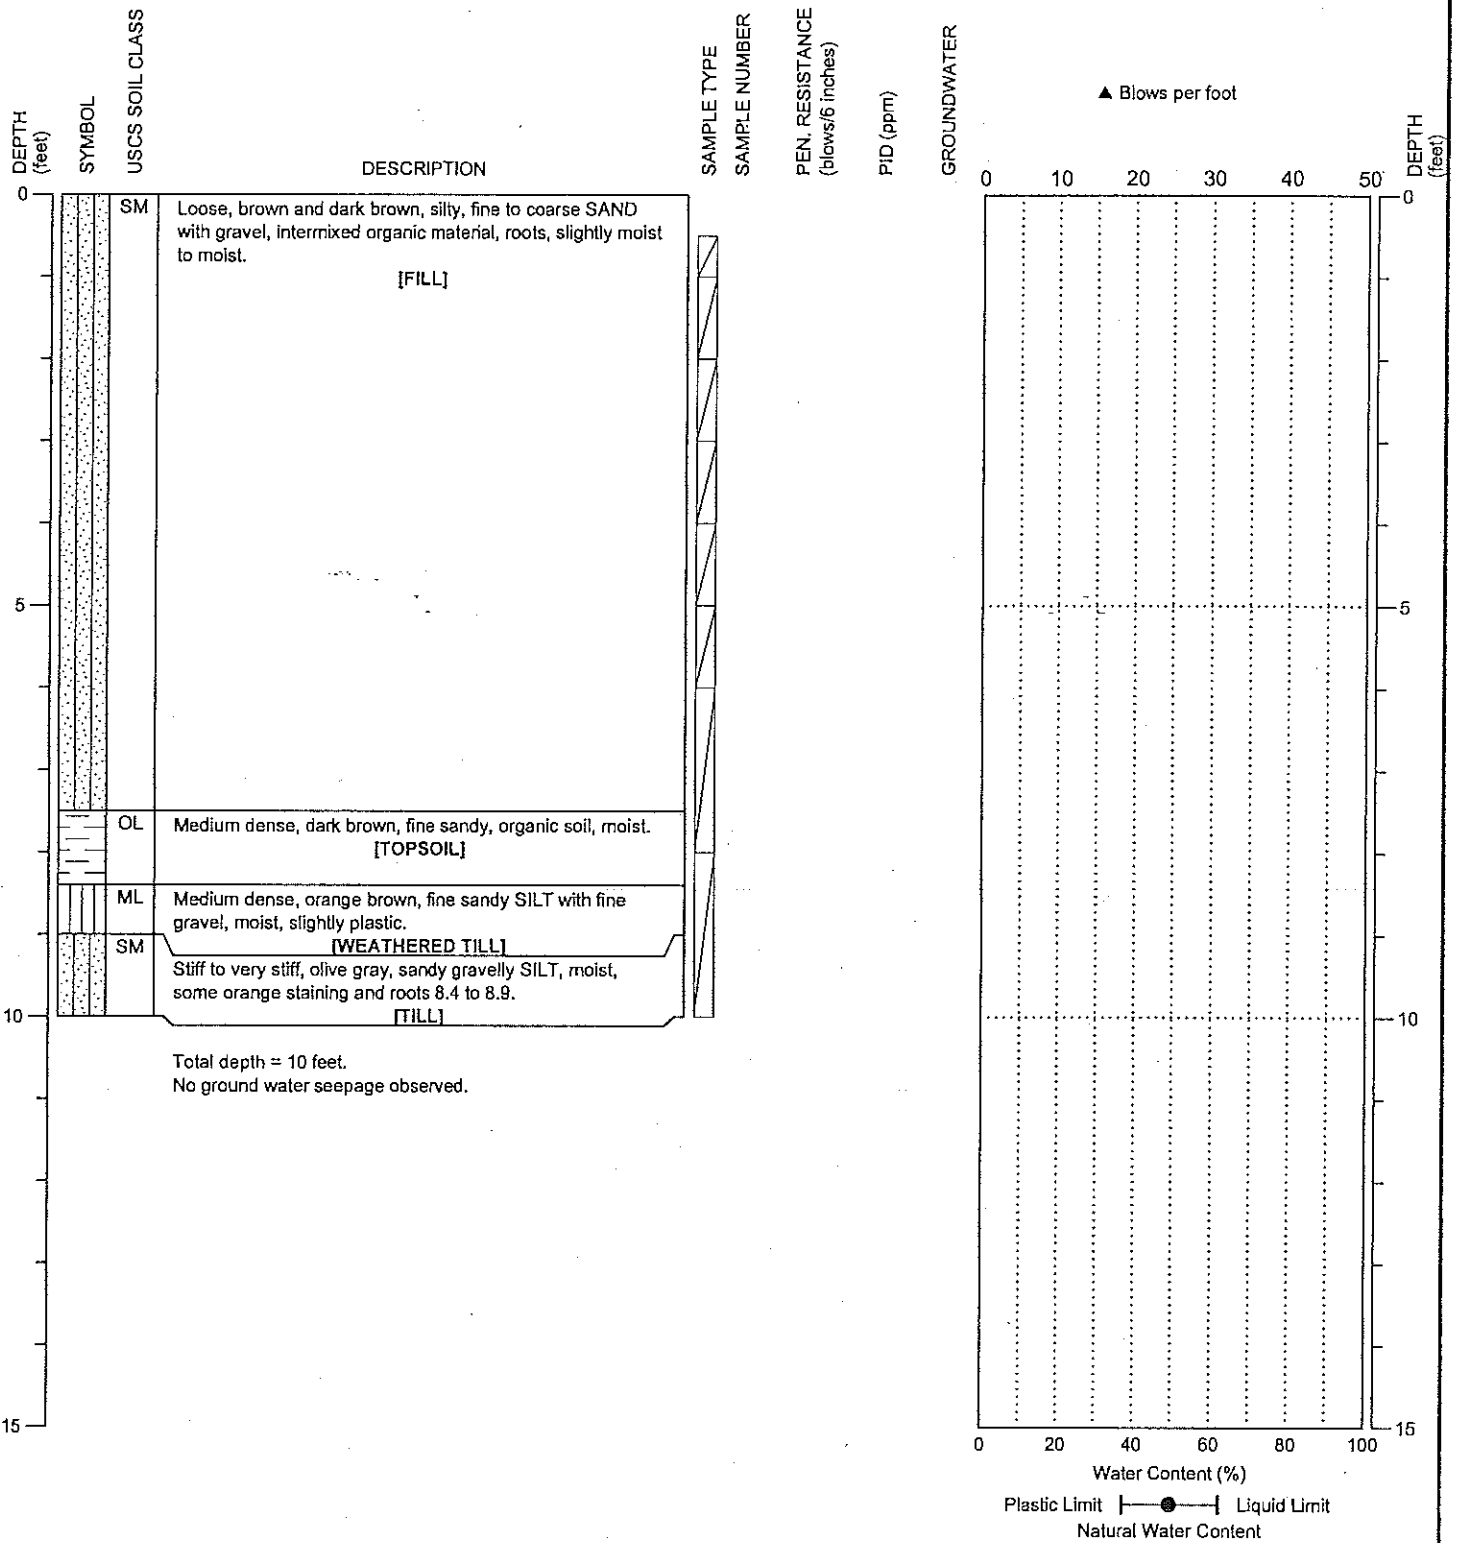 DEPTH
(feet)
SYMBOL
USCS SOIL CLASS
DESCRIPTION
SAMPLE TYPE
SAMPLE NUMBER
PEN. RESISTANCE
(blows/6 inches)
PID (ppm)
GROUNDWATER
▲ Blows per foot
DEPTH
(feet)
0 10 20 30 40 50
0
0
SM
Loose, brown and dark brown, silty, fine to coarse SAND
with gravel, intermixed organic material, roots, slightly moist
to moist.
[FILL]
5
5
OL
Medium dense, dark brown, fine sandy, organic soil, moist.
[TOPSOIL]
ML
Medium dense, orange brown, fine sandy SILT with fine
gravel, moist, slightly plastic.
[WEATHERED TILL]
SM
Stiff to very stiff, olive gray, sandy gravelly SILT, moist,
some orange staining and roots 8.4 to 8.9.
[TILL]
10
10
Total depth = 10 feet.
No ground water seepage observed.
15
15
0 20 40 60 80 100
Water Content (%)
Plastic Limit Liquid Limit
Natural Water Content